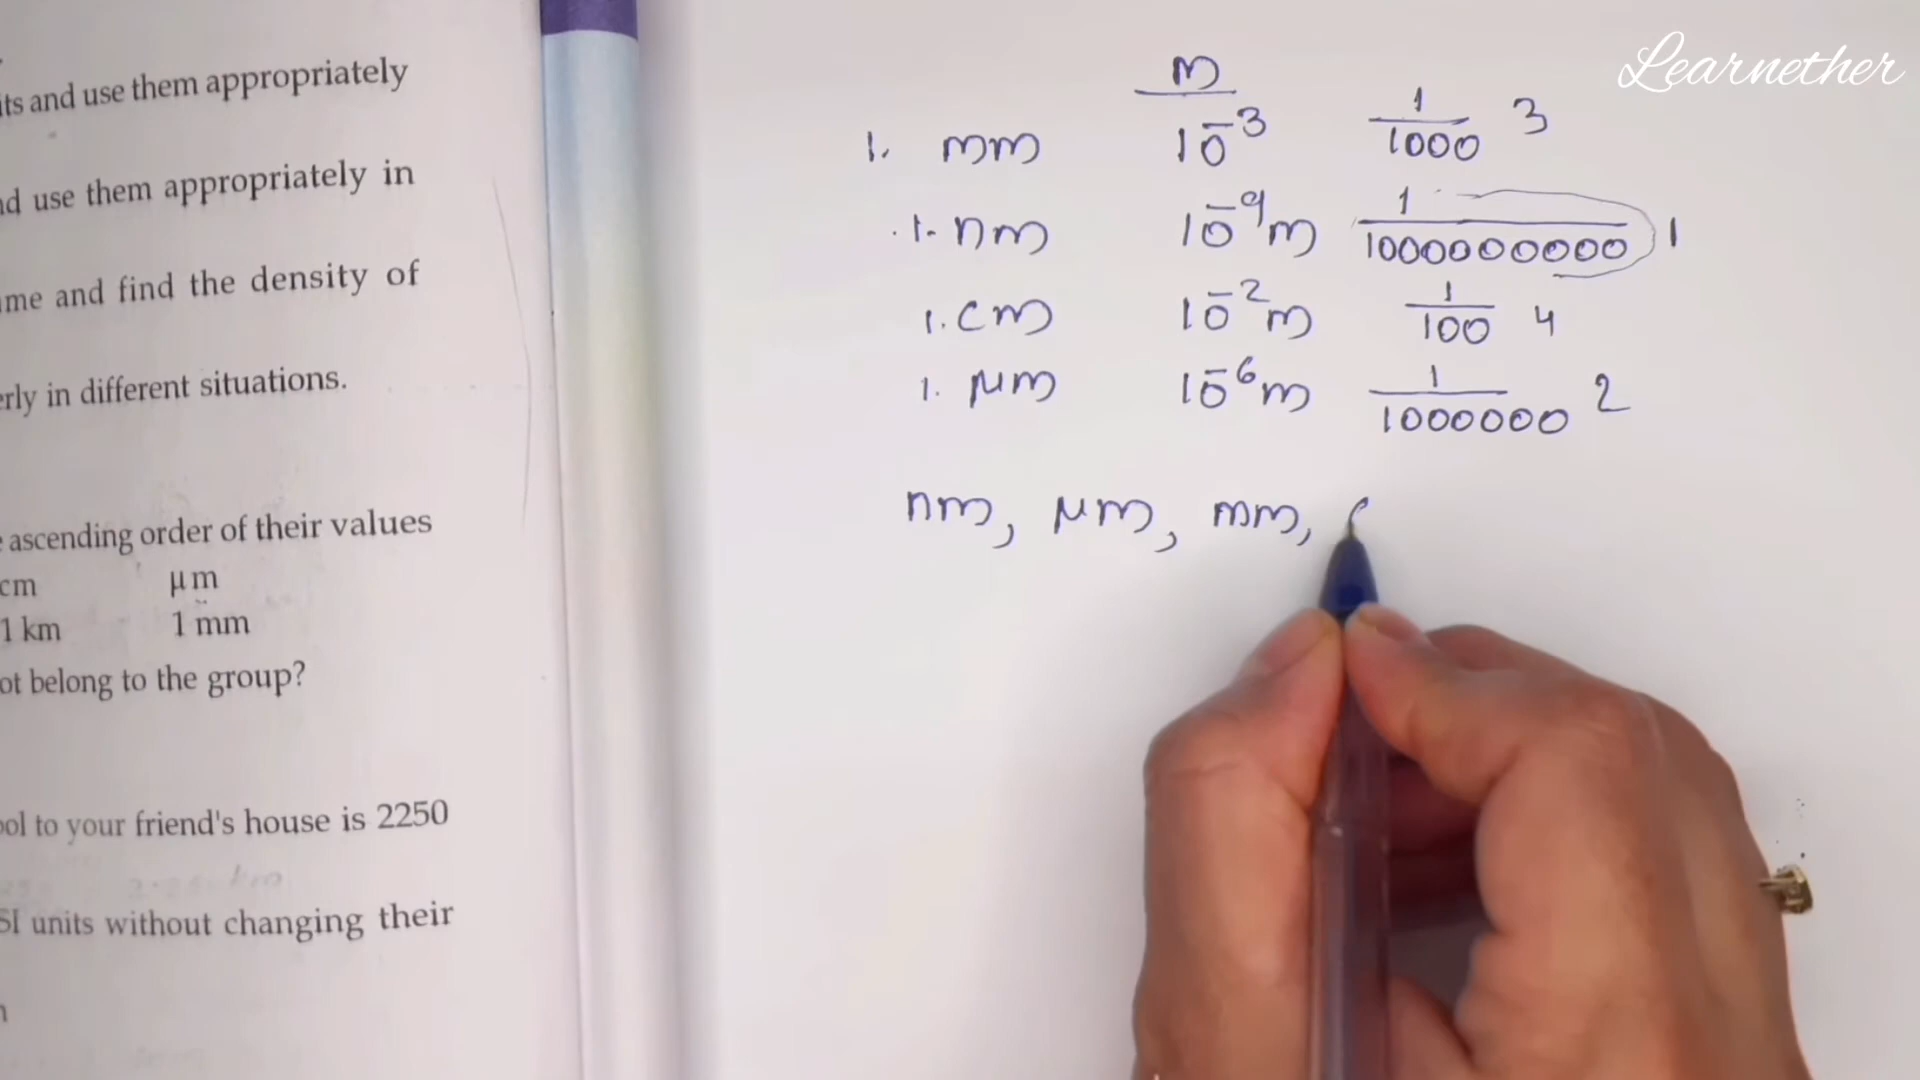 its and use them appropriately
and use them appropriately in
me and find the density of
erly in different situations.
ascending order of their values
cm μm
1 km 1 mm
ot belong to the group?
ool to your friend's house is 2250
SI units without changing their
Learnether
m
1. mm 10⁻³ 1/1000 3
1. nm 10⁻⁹m 1/1000000000 1
1. cm 10⁻²m 1/100 4
1. μm 10⁻⁶m 1/1000000 2
nm, μm, mm, c